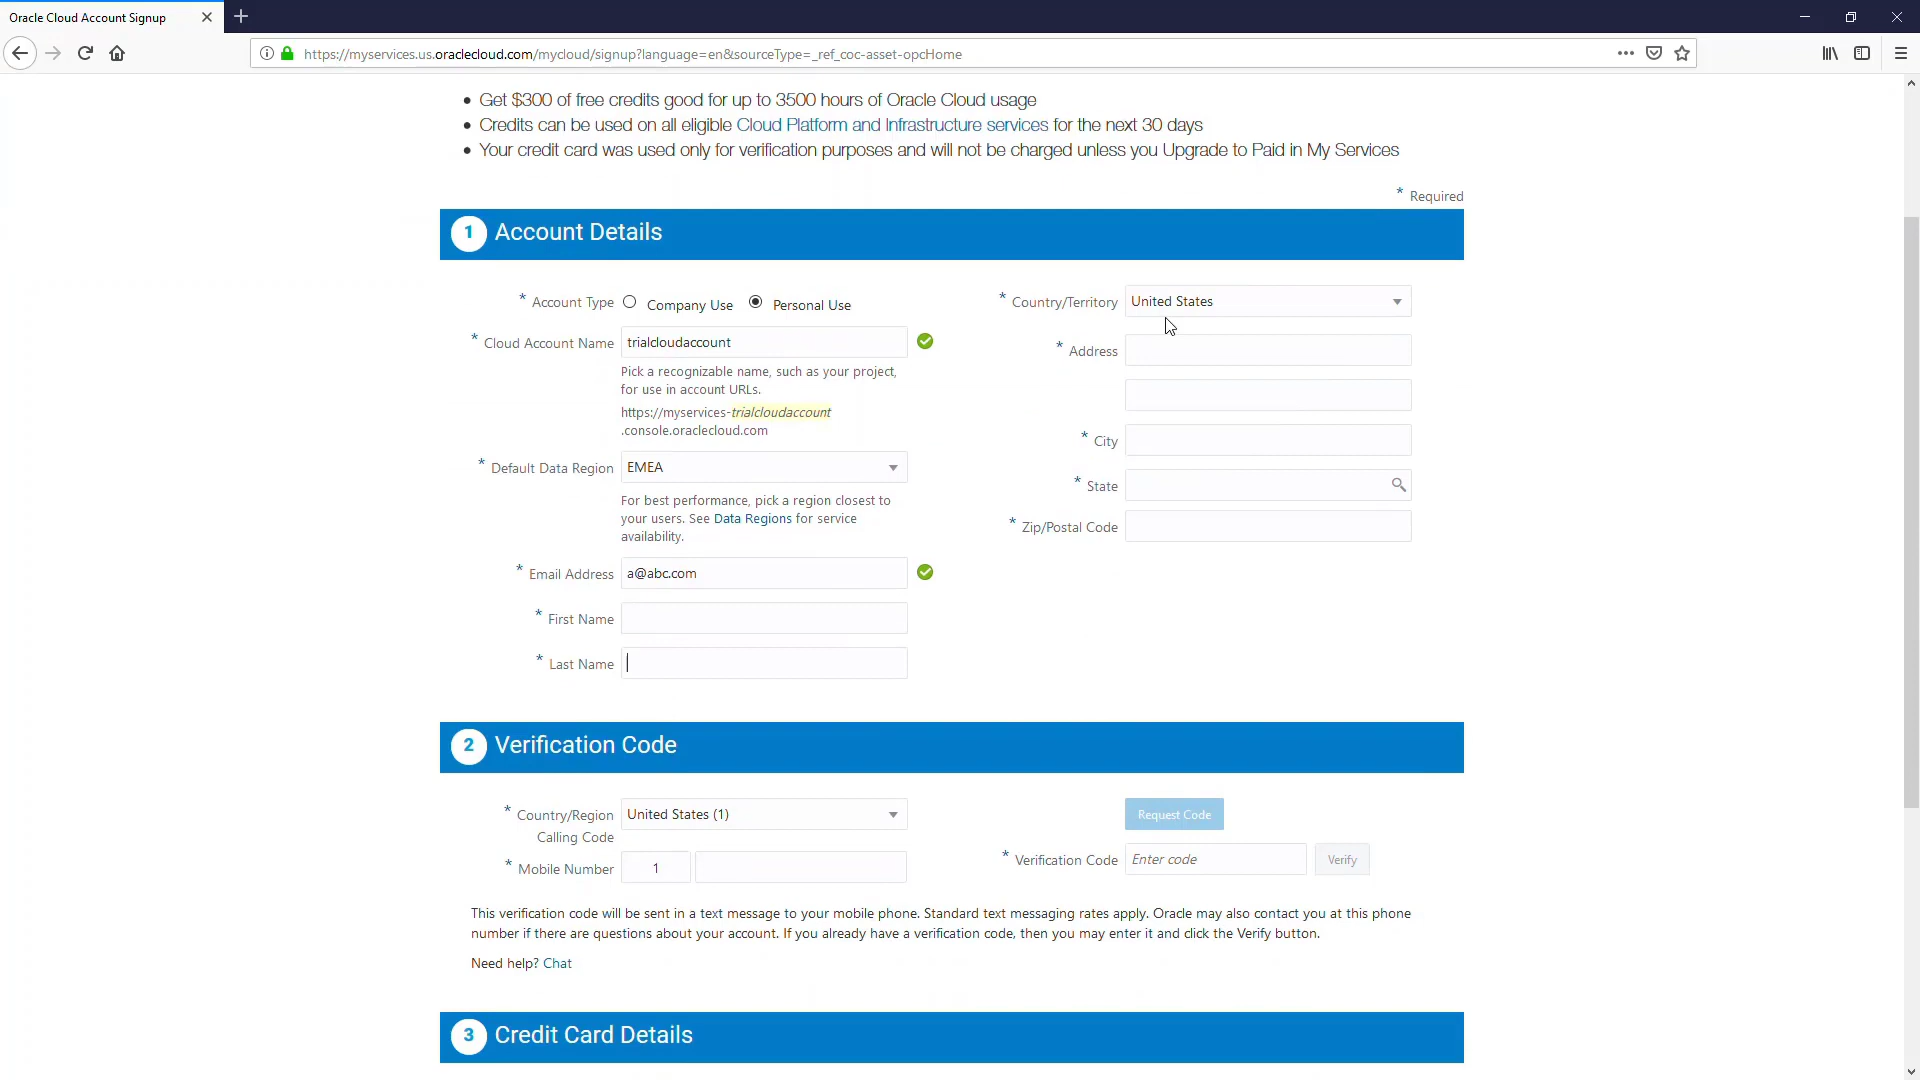 Oracle Cloud Account Signup
https://myservices.us.oraclecloud.com/mycloud/signup?language=en&sourceType=_ref_coc-asset-opcHome
• Get $300 of free credits good for up to 3500 hours of Oracle Cloud usage
• Credits can be used on all eligible Cloud Platform and Infrastructure services for the next 30 days
• Your credit card was used only for verification purposes and will not be charged unless you Upgrade to Paid in My Services
* Required
1 Account Details
* Account Type Company Use Personal Use
* Cloud Account Name trialcloudaccount
Pick a recognizable name, such as your project,
for use in account URLs.
https://myservices-trialcloudaccount
.console.oraclecloud.com
* Default Data Region EMEA
For best performance, pick a region closest to
your users. See Data Regions for service
availability.
* Email Address a@abc.com
* First Name
* Last Name
* Country/Territory United States
* Address
* City
* State
* Zip/Postal Code
2 Verification Code
* Country/Region United States (1)
Calling Code
* Mobile Number 1
Request Code
* Verification Code Enter code Verify
This verification code will be sent in a text message to your mobile phone. Standard text messaging rates apply. Oracle may also contact you at this phone
number if there are questions about your account. If you already have a verification code, then you may enter it and click the Verify button.
Need help? Chat
3 Credit Card Details